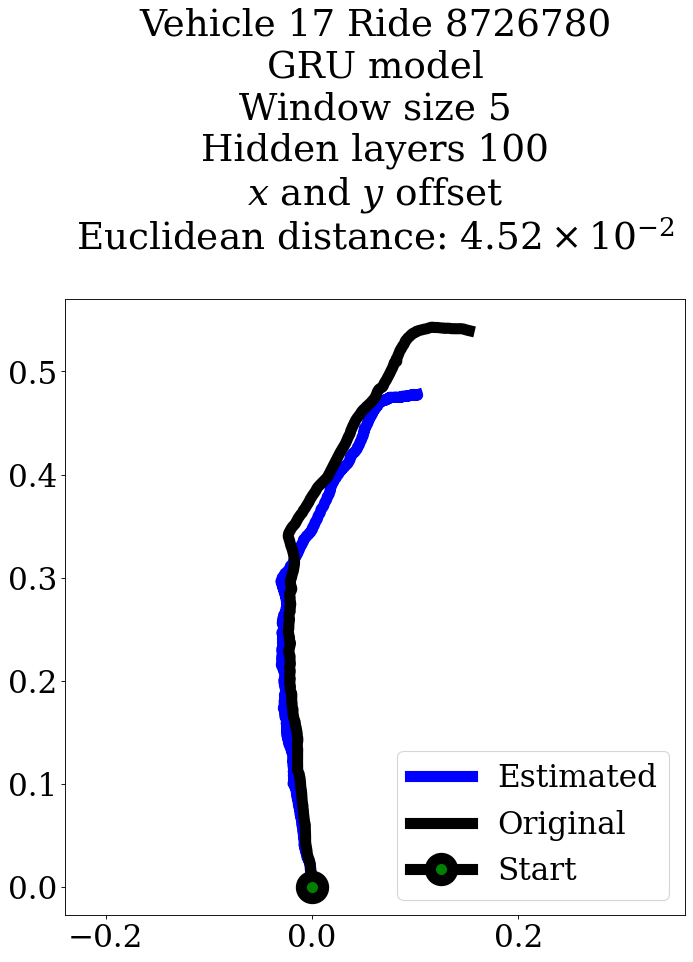 Vehicle 17 Ride 8726780
GRU model
Window size 5
Hidden layers 100
x and y offset
Euclidean distance: 4.52 × 10⁻²
0.5
0.4
0.3
0.2
0.1
0.0
Estimated
Original
Start
−0.2 0.0 0.2